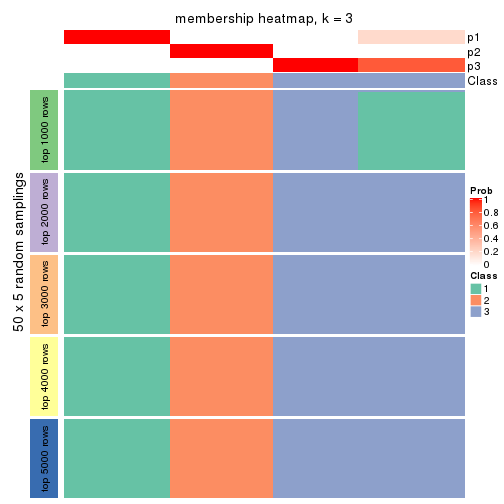 membership heatmap, k = 3
p1
p2
p3
Class
50 x 5 random samplings
top 1000 rows
top 2000 rows
top 3000 rows
top 4000 rows
top 5000 rows
Prob
1
0.8
0.6
0.4
0.2
0
Class
1
2
3